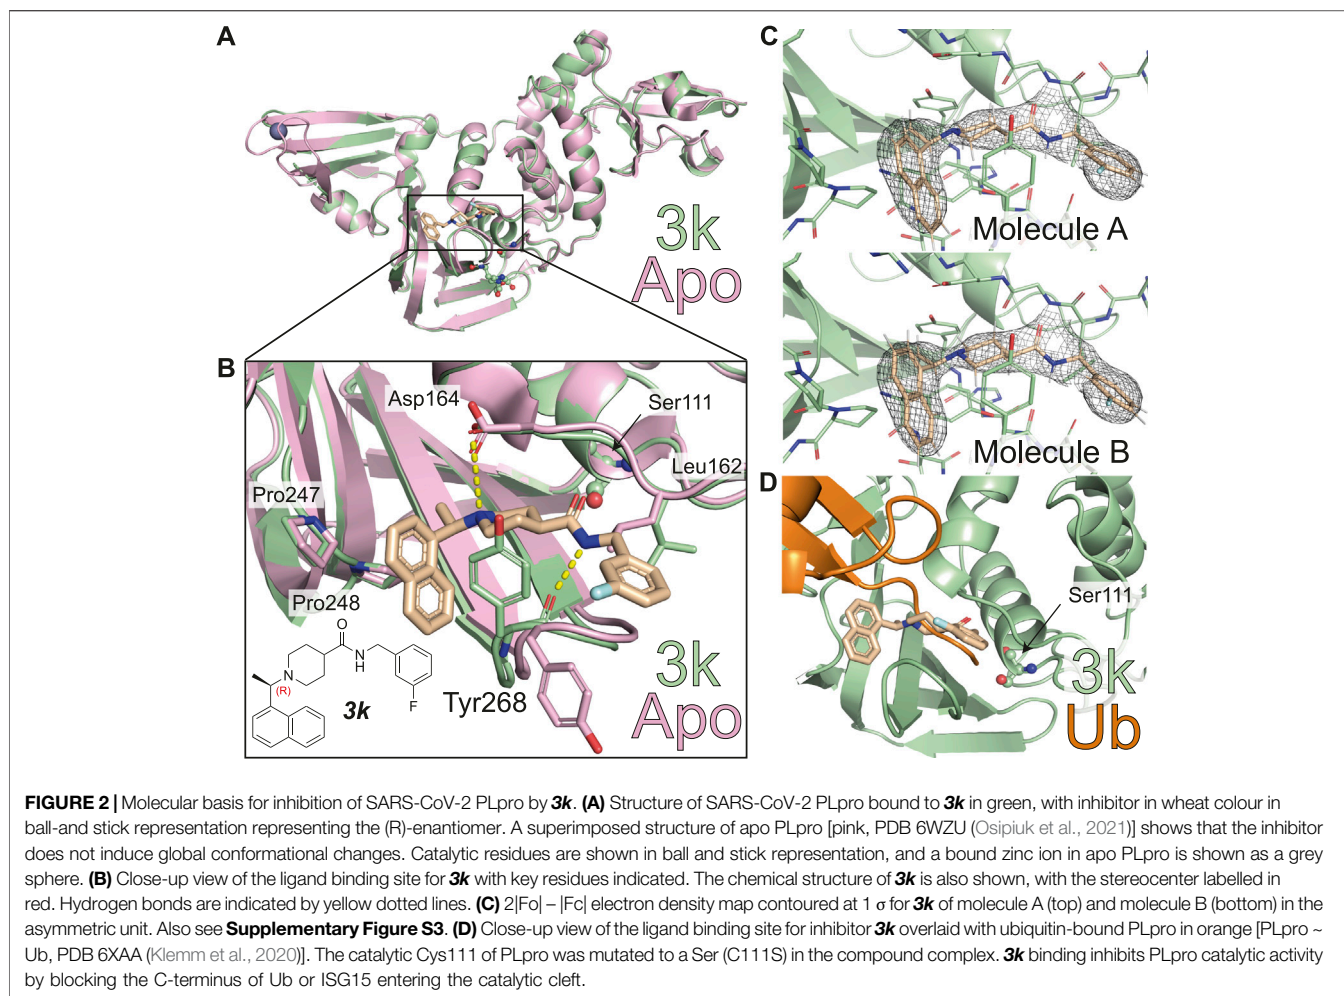 A
3k
Apo
B
Asp164
Ser111
Leu162
Pro247
Pro248
O
N
H
N
(R)
3k
F
Tyr268
3k
Apo
C
Molecule A
Molecule B
D
Ser111
3k
Ub
FIGURE 2 | Molecular basis for inhibition of SARS-CoV-2 PLpro by 3k. (A) Structure of SARS-CoV-2 PLpro bound to 3k in green, with inhibitor in wheat colour in
ball-and stick representation representing the (R)-enantiomer. A superimposed structure of apo PLpro [pink, PDB 6WZU (Osipiuk et al., 2021)] shows that the inhibitor
does not induce global conformational changes. Catalytic residues are shown in ball and stick representation, and a bound zinc ion in apo PLpro is shown as a grey
sphere. (B) Close-up view of the ligand binding site for 3k with key residues indicated. The chemical structure of 3k is also shown, with the stereocenter labelled in
red. Hydrogen bonds are indicated by yellow dotted lines. (C) 2|Fo| – |Fc| electron density map contoured at 1 σ for 3k of molecule A (top) and molecule B (bottom) in the
asymmetric unit. Also see Supplementary Figure S3. (D) Close-up view of the ligand binding site for inhibitor 3k overlaid with ubiquitin-bound PLpro in orange [PLpro ~
Ub, PDB 6XAA (Klemm et al., 2020)]. The catalytic Cys111 of PLpro was mutated to a Ser (C111S) in the compound complex. 3k binding inhibits PLpro catalytic activity
by blocking the C-terminus of Ub or ISG15 entering the catalytic cleft.